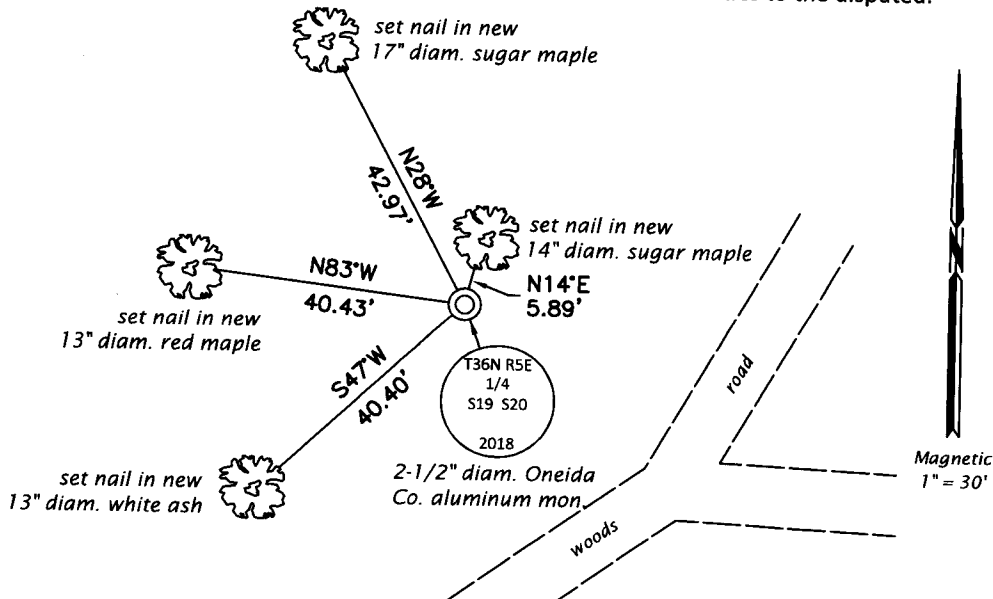 set nail in new
17" diam. sugar maple
N28°W
42.97'
set nail in new
14" diam. sugar maple
N83°W
40.43'
N14°E
5.89'
set nail in new
13" diam. red maple
S47°W
40.40'
T36N R5E
1/4
S19 S20
2018
road
N
set nail in new
13" diam. white ash
2-1/2" diam. Oneida
Co. aluminum mon.
Magnetic
1" = 30'
woods